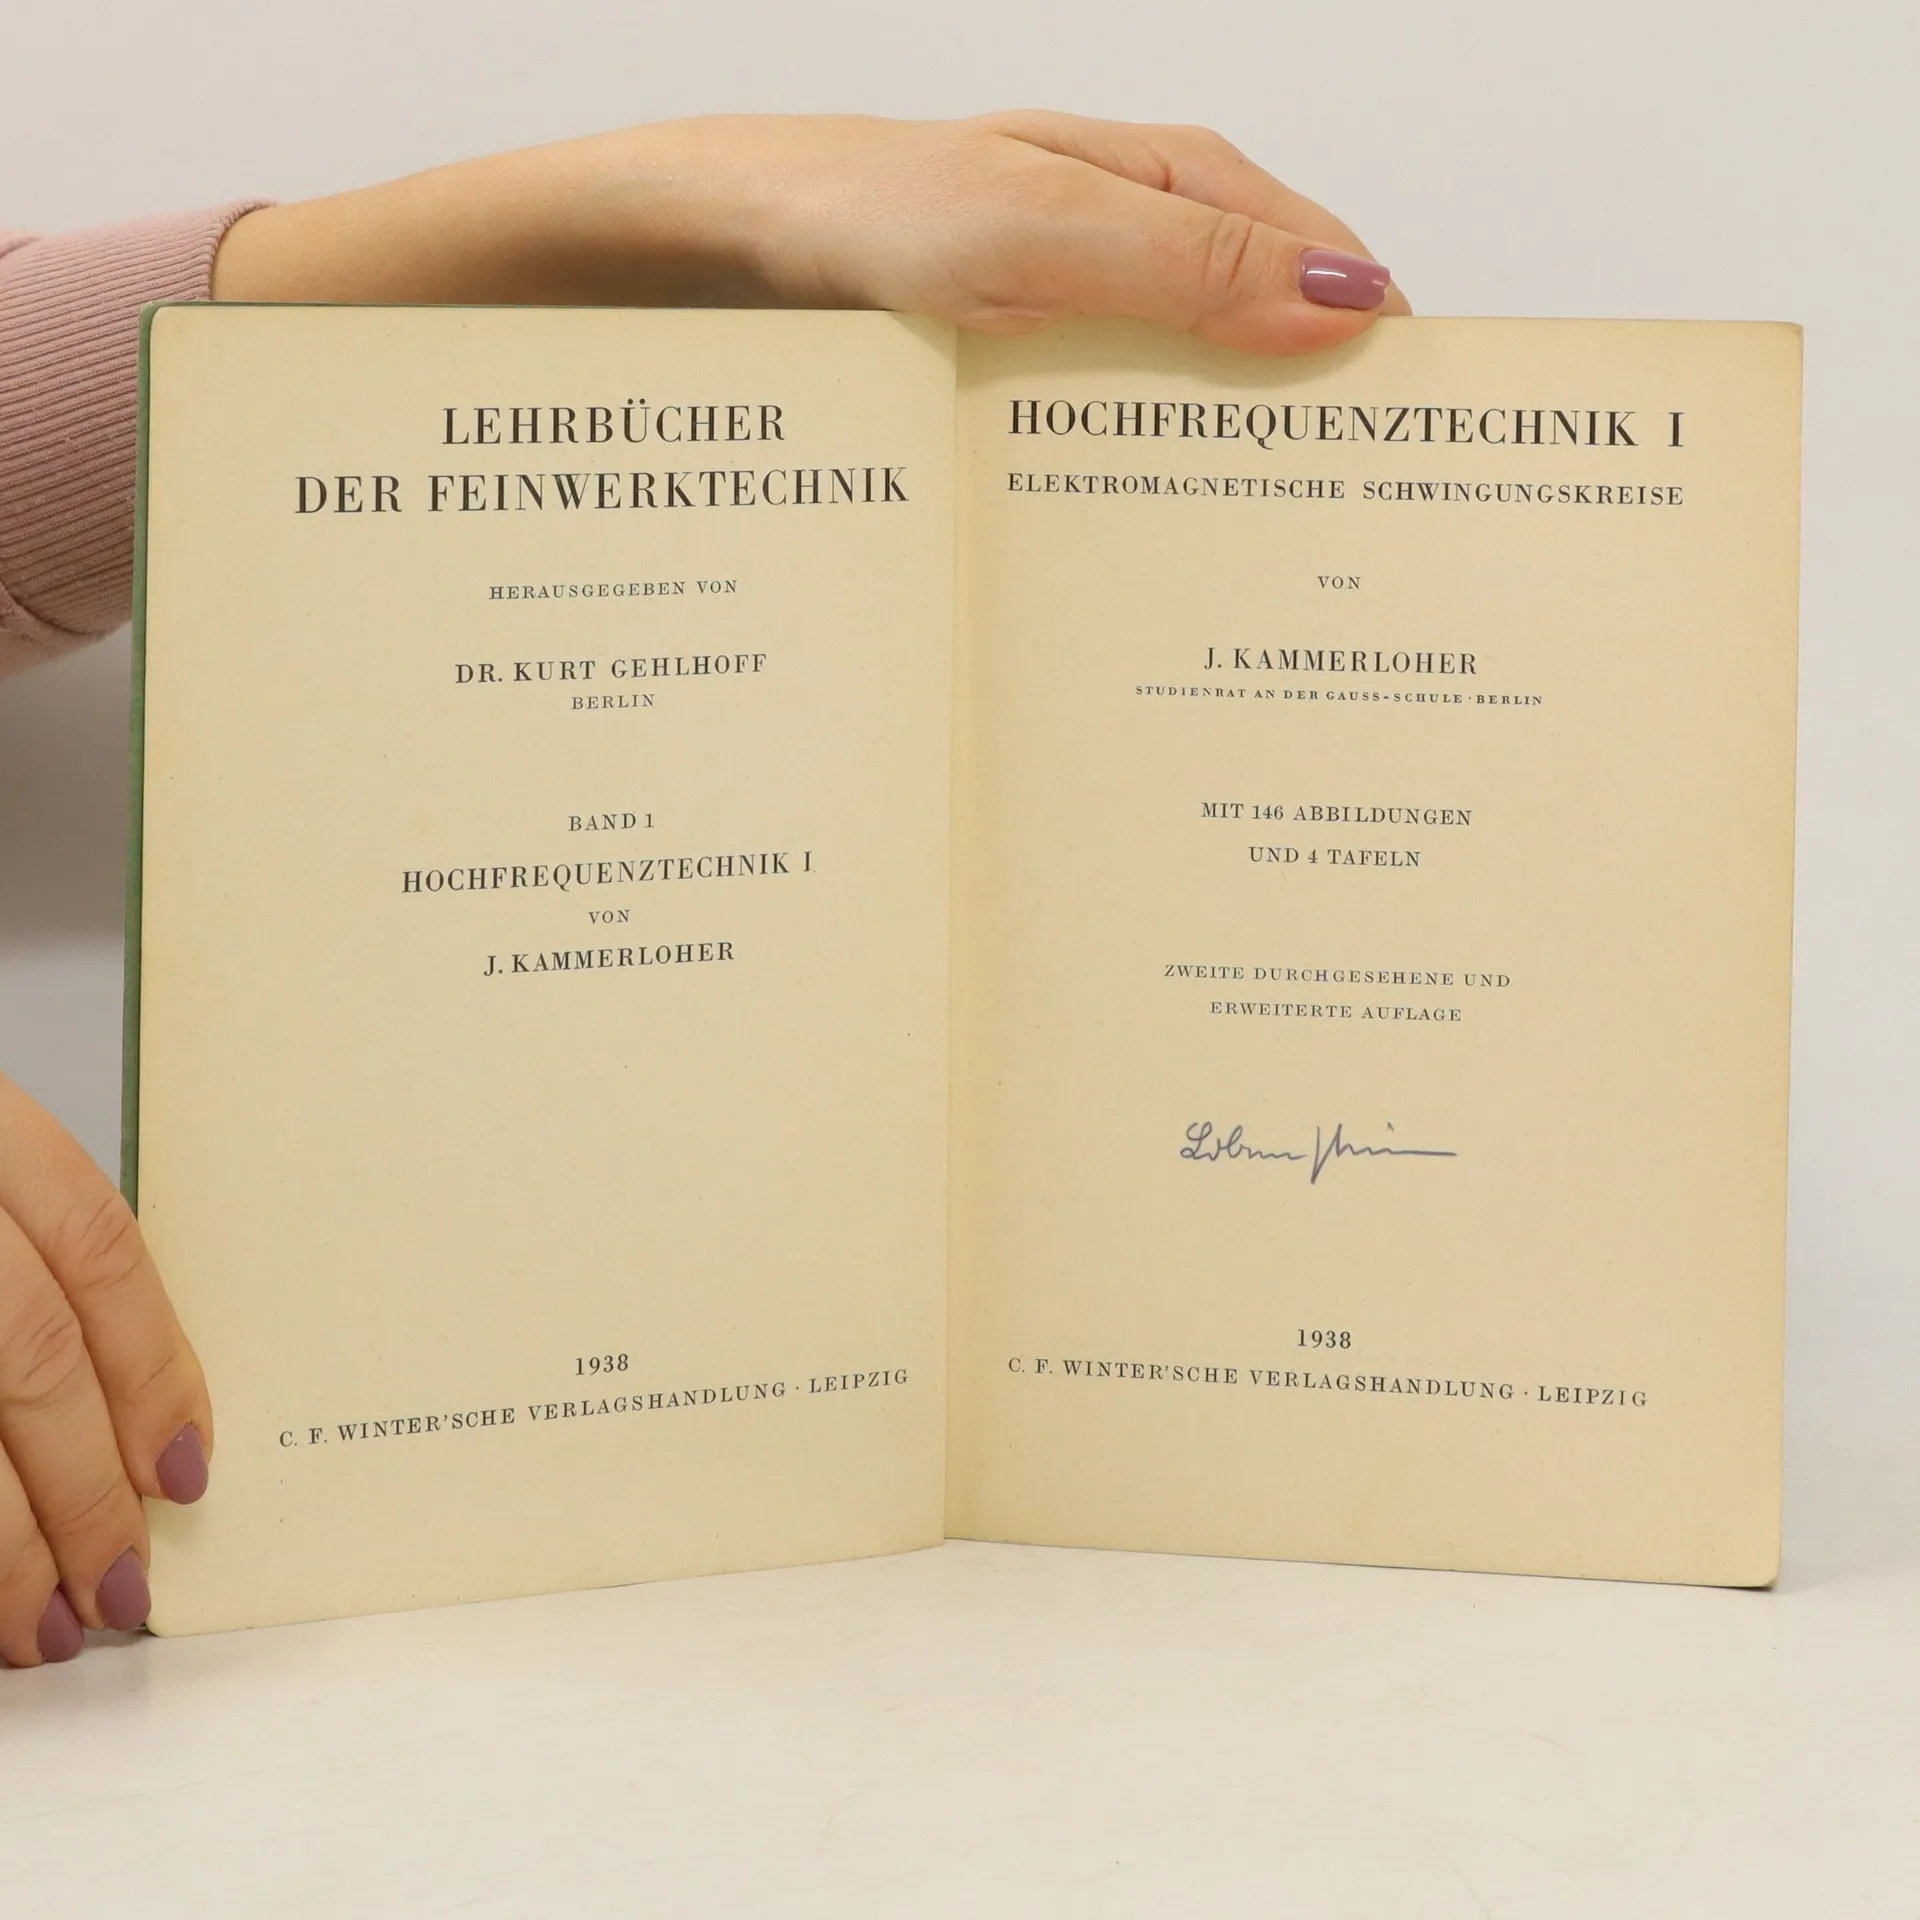 LEHRBÜCHER
DER FEINWERKTECHNIK
HERAUSGEGEBEN VON
DR. KURT GEHLHOFF
BERLIN
BAND 1
HOCHFREQUENZTECHNIK I
VON
J. KAMMERLOHER
1938
C. F. WINTER'SCHE VERLAGSHANDLUNG · LEIPZIG
HOCHFREQUENZTECHNIK I
ELEKTROMAGNETISCHE SCHWINGUNGSKREISE
VON
J. KAMMERLOHER
STUDIENRAT AN DER GAUSS-SCHULE · BERLIN
MIT 146 ABBILDUNGEN
UND 4 TAFELN
ZWEITE DURCHGESEHENE UND
ERWEITERTE AUFLAGE
1938
C. F. WINTER'SCHE VERLAGSHANDLUNG · LEIPZIG